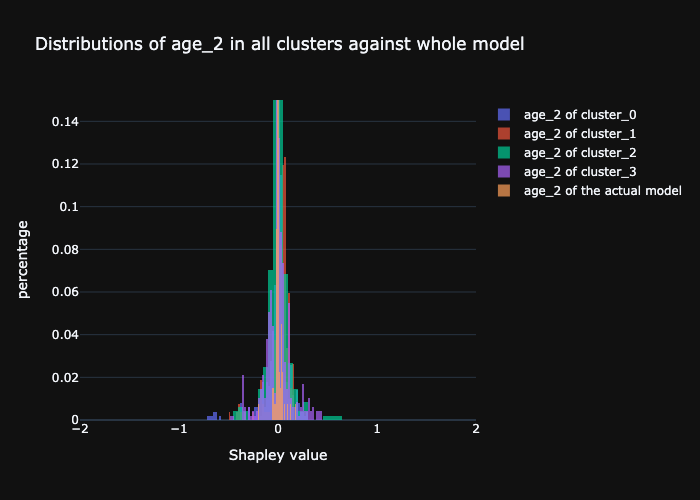 Distributions of age_2 in all clusters against whole model
age_2 of cluster_0
age_2 of cluster_1
age_2 of cluster_2
age_2 of cluster_3
age_2 of the actual model
percentage
0.14
0.12
0.1
0.08
0.06
0.04
0.02
0
−2
−1
0
1
2
Shapley value